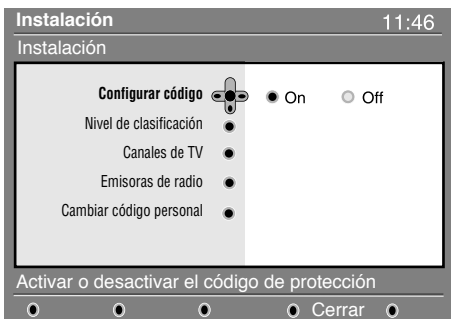 Instalación 11:46
Instalación
Configurar código On Off
Nivel de clasificación
Canales de TV
Emisoras de radio
Cambiar código personal
Activar o desactivar el código de protección
Cerrar